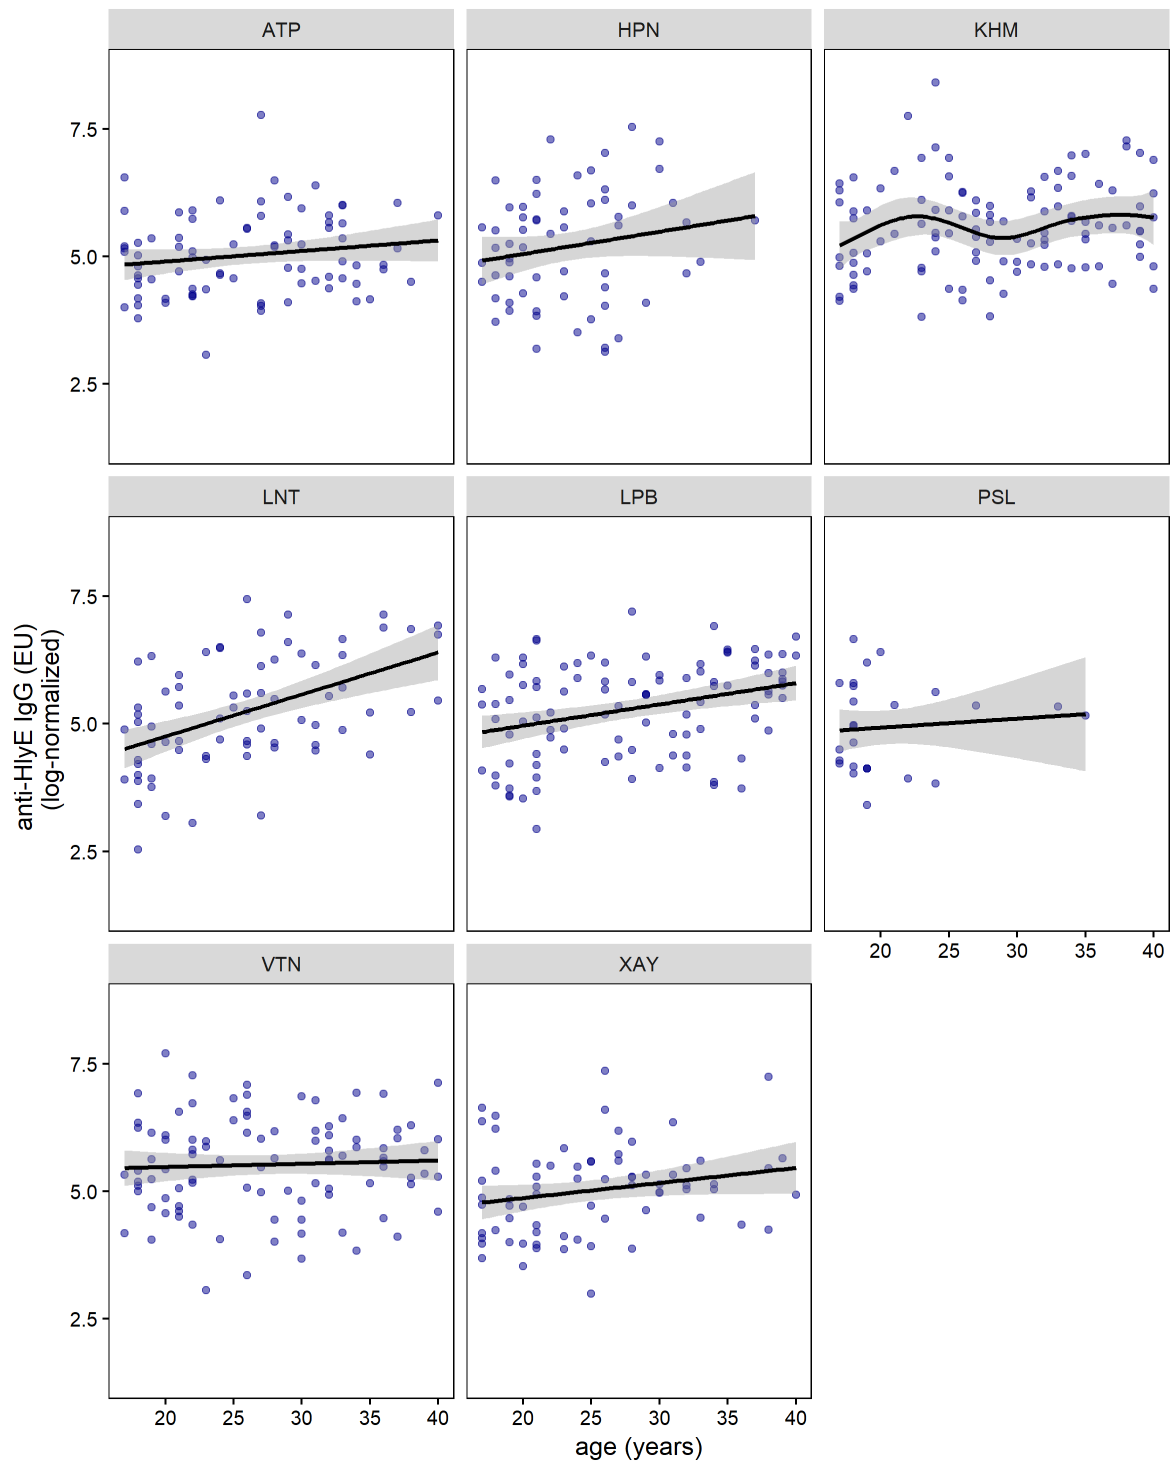 ATP HPN KHM
7.5
5.0
2.5
LNT LPB PSL
anti-HlyE IgG (EU)
(log-normalized)
7.5
5.0
2.5
20 25 30 35 40
VTN XAY
7.5
5.0
2.5
20 25 30 35 40 20 25 30 35 40
age (years)